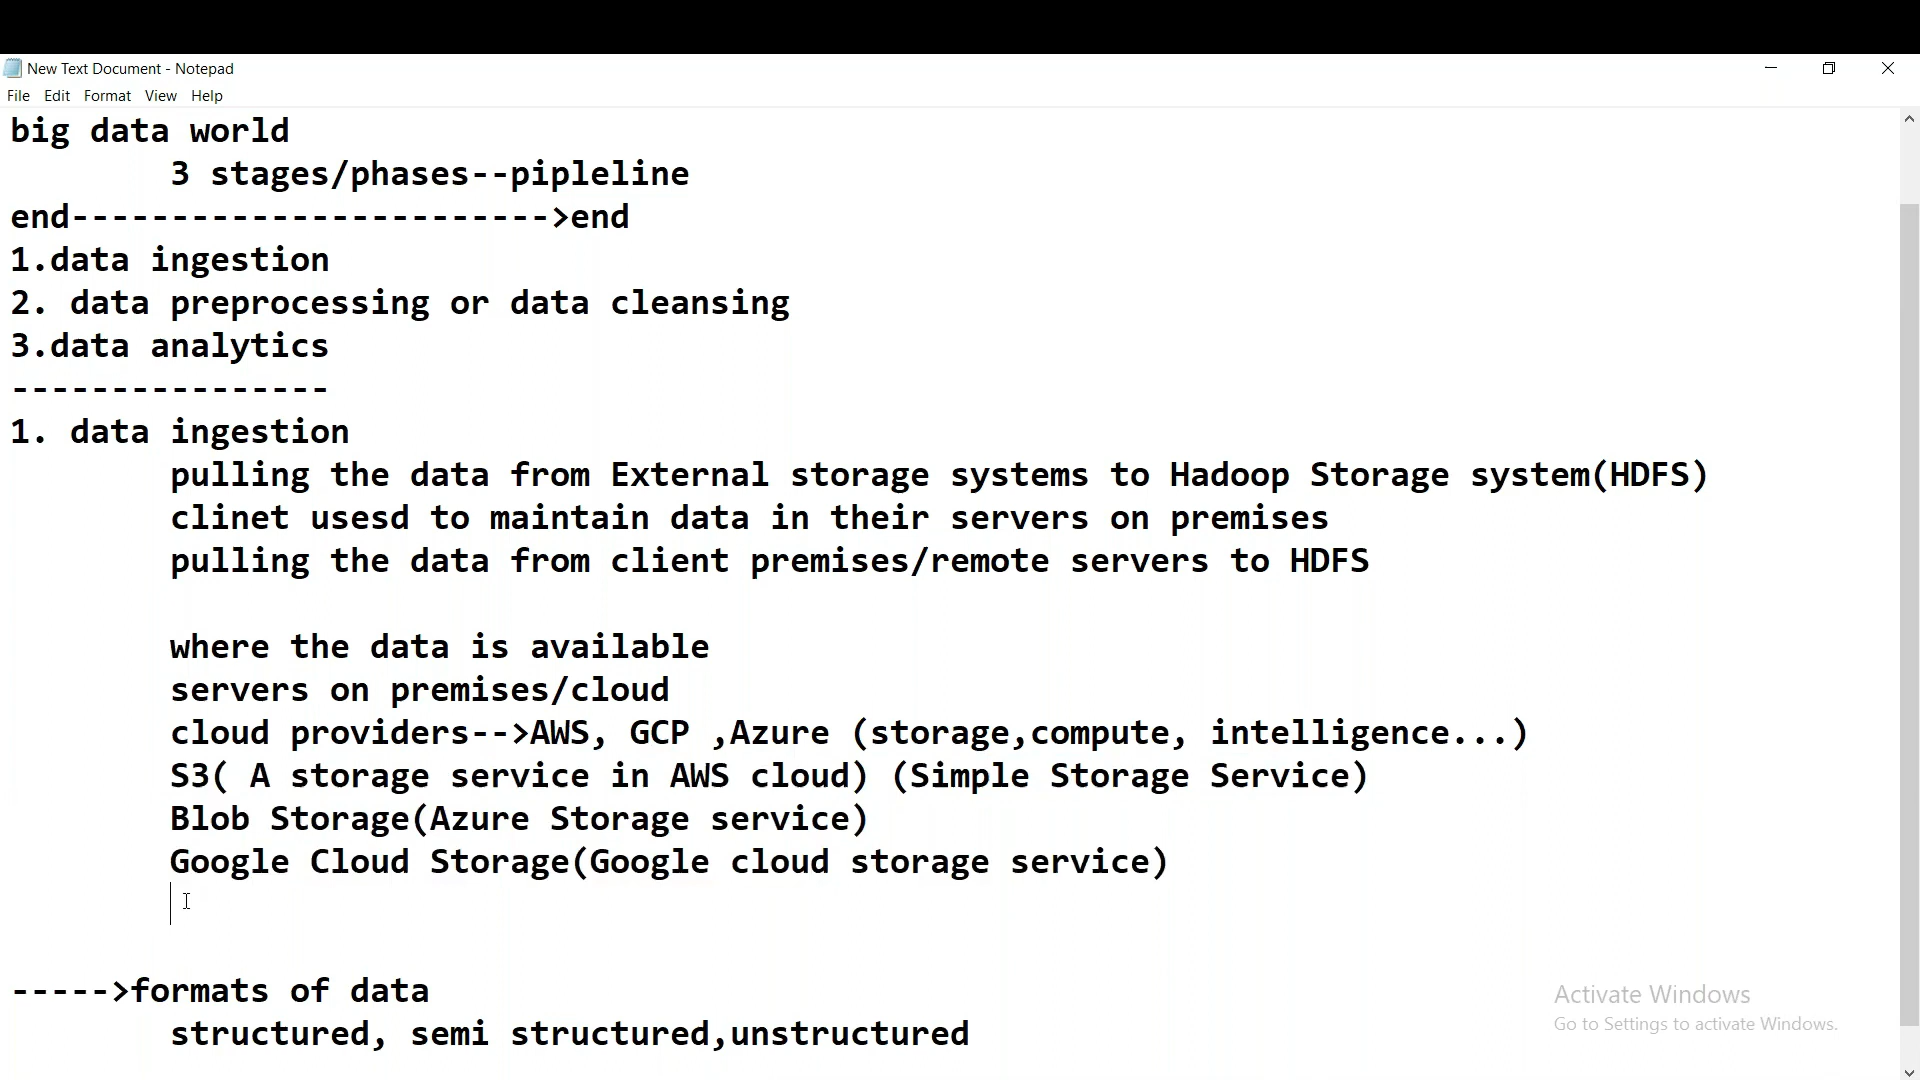 New Text Document - Notepad
File Edit Format View Help
big data world
3 stages/phases--pipleline
end------------------------>end
1.data ingestion
2. data preprocessing or data cleansing
3.data analytics
----------------
1. data ingestion
pulling the data from External storage systems to Hadoop Storage system(HDFS)
clinet usesd to maintain data in their servers on premises
pulling the data from client premises/remote servers to HDFS
where the data is available
servers on premises/cloud
cloud providers-->AWS, GCP ,Azure (storage,compute, intelligence...)
S3( A storage service in AWS cloud) (Simple Storage Service)
Blob Storage(Azure Storage service)
Google Cloud Storage(Google cloud storage service)
----->formats of data
structured, semi structured,unstructured
Activate Windows
Go to Settings to activate Windows.